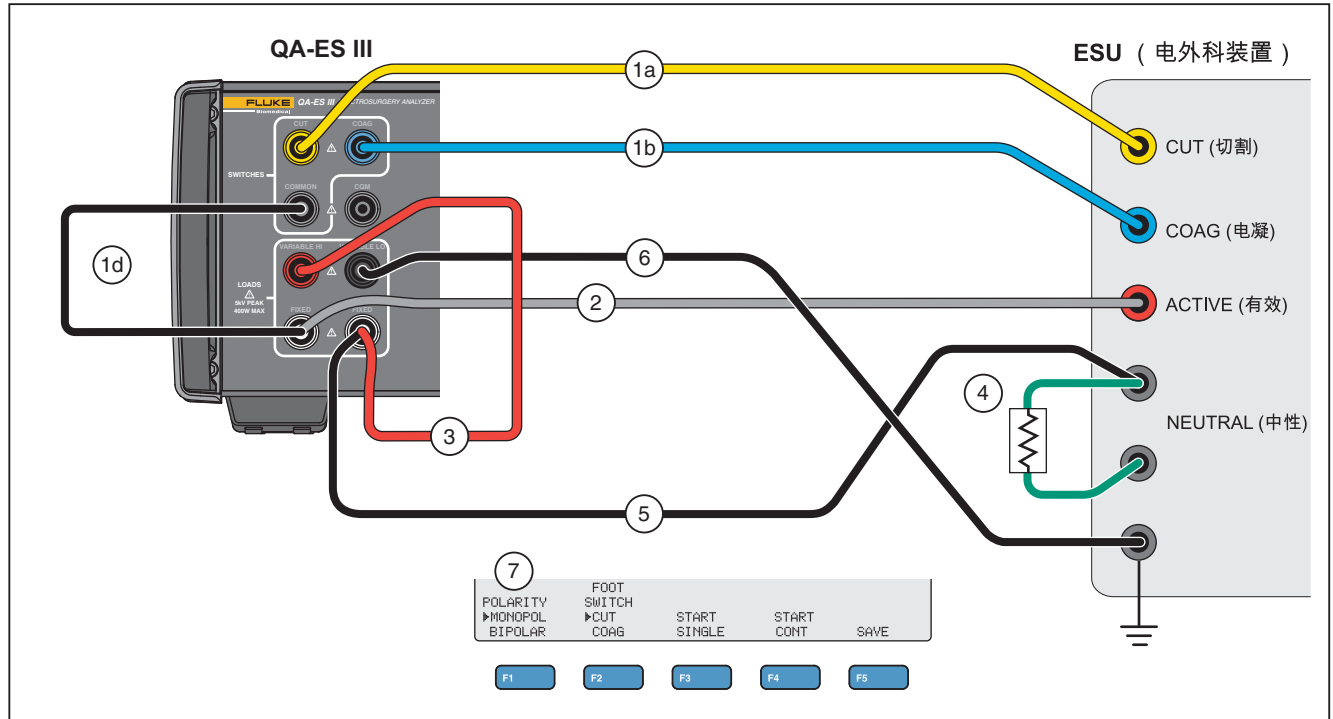 QA-ES III
ESU （电外科装置）
1a
FLUKE
Biomedical
QA-ES III
CUT
COAG
1b
CUT (切割)
SWITCHES
COMMON
CQM
COAG (电凝)
1d
VARIABLE HI
6
LOADS
5kV PEAK
400W MAX
FIXED
FIXED
2
ACTIVE (有效)
4
NEUTRAL (中性)
3
5
7
FOOT
POLARITY SWITCH
▶MONOPOL ▶CUT START START
BIPOLAR COAG SINGLE CONT SAVE
F1 F2 F3 F4 F5